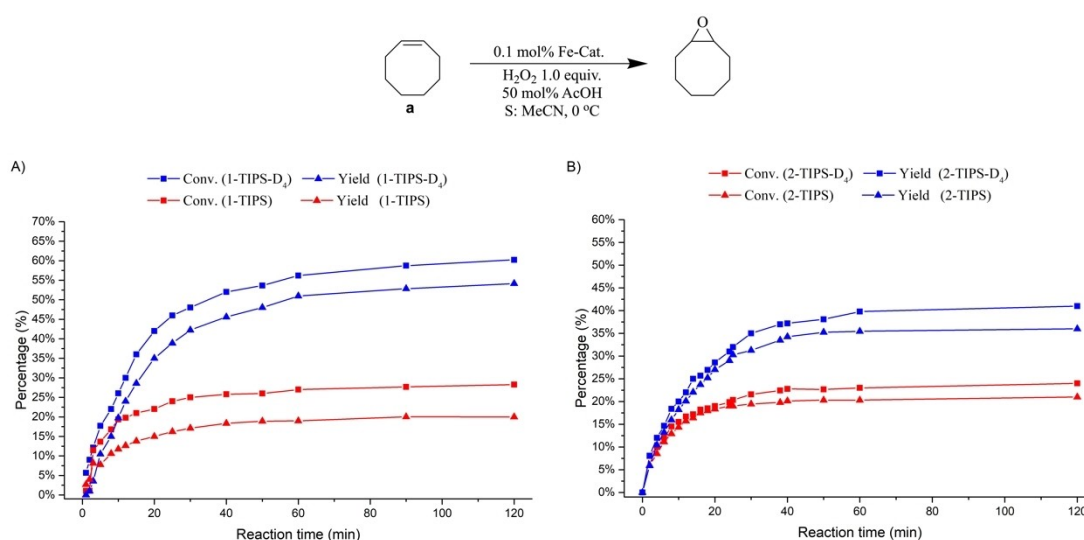 0.1 mol% Fe-Cat.
H₂O₂ 1.0 equiv.
50 mol% AcOH
S: MeCN, 0 °C
a
O
A)
Conv. (1-TIPS-D₄) Yield (1-TIPS-D₄)
Conv. (1-TIPS) Yield (1-TIPS)
70%
65%
60%
55%
50%
45%
40%
35%
30%
25%
20%
15%
10%
5%
0%
Percentage (%)
0 20 40 60 80 100 120
Reaction time (min)
B)
Conv. (2-TIPS-D₄) Yield (2-TIPS-D₄)
Conv. (2-TIPS) Yield (2-TIPS)
60%
55%
50%
45%
40%
35%
30%
25%
20%
15%
10%
5%
0%
Percentage (%)
0 20 40 60 80 100 120
Reaction time (min)